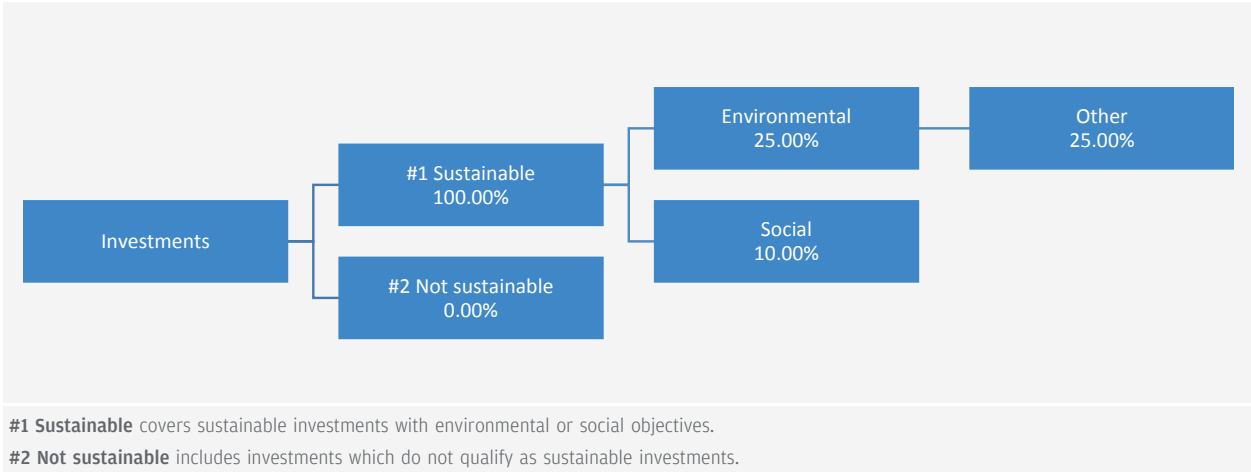 Investments
#1 Sustainable
100.00%
#2 Not sustainable
0.00%
Environmental
25.00%
Social
10.00%
Other
25.00%
#1 Sustainable covers sustainable investments with environmental or social objectives.
#2 Not sustainable includes investments which do not qualify as sustainable investments.